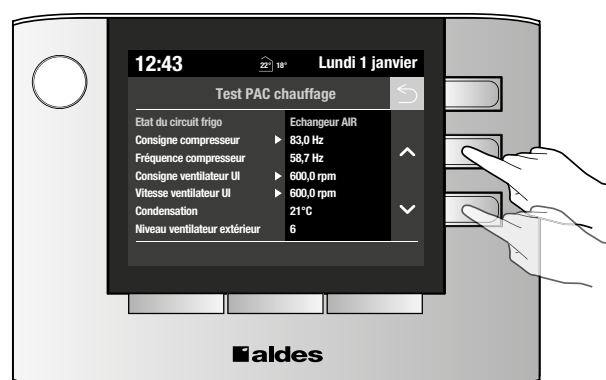 12:43 22° 18° Lundi 1 janvier
Test PAC chauffage
Etat du circuit frigo Echangeur AIR
Consigne compresseur 83,0 Hz
Fréquence compresseur 58,7 Hz
Consigne ventilateur UI 600,0 rpm
Vitesse ventilateur UI 600,0 rpm
Condensation 21°C
Niveau ventilateur extérieur 6
aldes